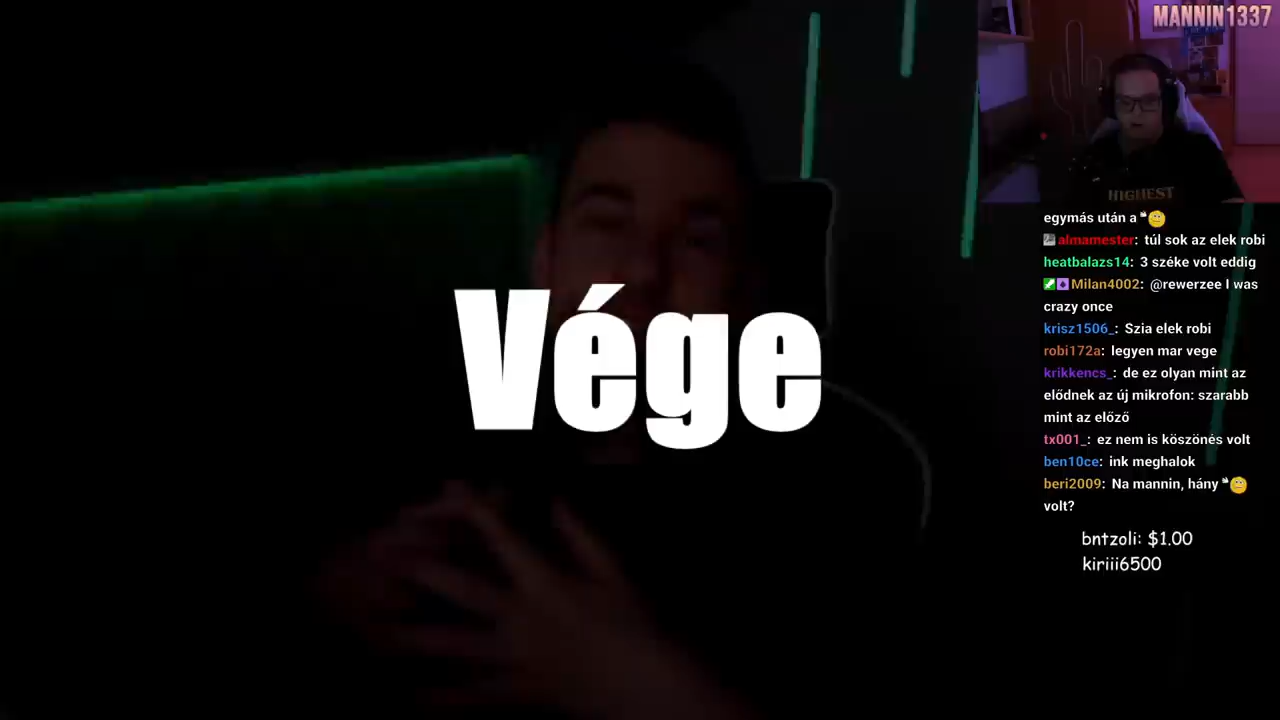 MANNIN1337
HIGHEST
egymás után a
almamester: túl sok az elek robi
heatbalazs14: 3 széke volt eddig
Milan4002: @rewerzee I was
crazy once
krisz1506_: Szia elek robi
robi172a: legyen mar vege
krikkencs_: de ez olyan mint az
elődnek az új mikrofon: szarabb
mint az előző
tx001_: ez nem is köszönés volt
ben10ce: ink meghalok
beri2009: Na mannin, hány
volt?
Vége
bntzoli: $1.00
kiriii6500